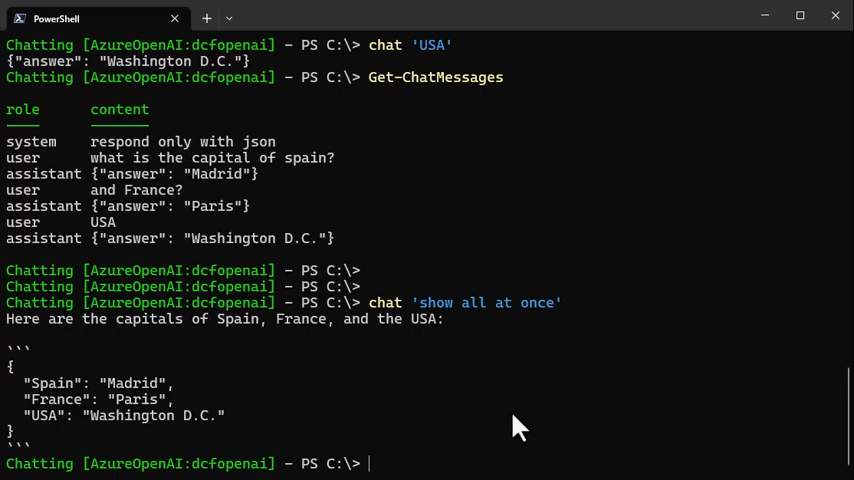 PowerShell
Chatting [AzureOpenAI:dcfopenai] - PS C:\> chat 'USA'
{"answer": "Washington D.C."}
Chatting [AzureOpenAI:dcfopenai] - PS C:\> Get-ChatMessages
role      content
----      -------
system    respond only with json
user      what is the capital of spain?
assistant {"answer": "Madrid"}
user      and France?
assistant {"answer": "Paris"}
user      USA
assistant {"answer": "Washington D.C."}
Chatting [AzureOpenAI:dcfopenai] - PS C:\>
Chatting [AzureOpenAI:dcfopenai] - PS C:\>
Chatting [AzureOpenAI:dcfopenai] - PS C:\> chat 'show all at once'
Here are the capitals of Spain, France, and the USA:
```
{
  "Spain": "Madrid",
  "France": "Paris",
  "USA": "Washington D.C."
}
```
Chatting [AzureOpenAI:dcfopenai] - PS C:\>